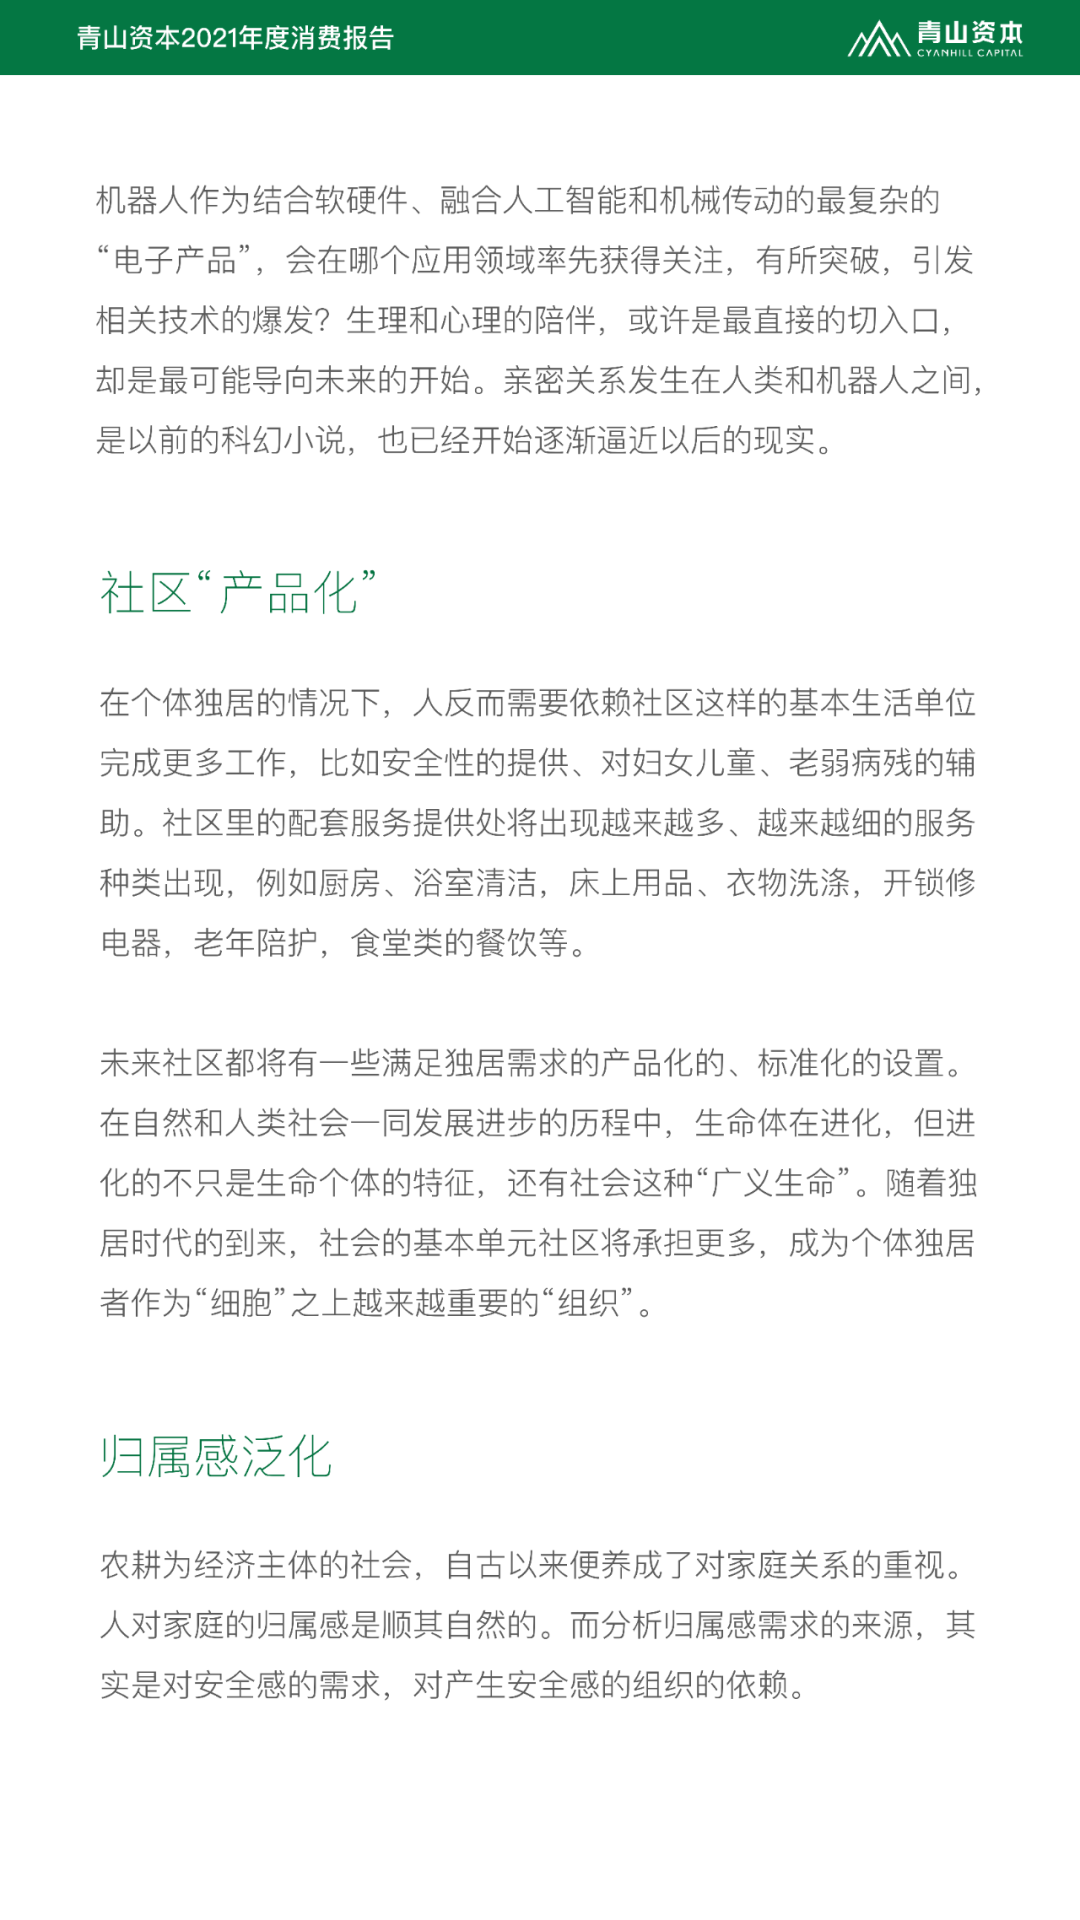 青山资本2021年度消费报告
青山资本
CYANHILL CAPITAL
机器人作为结合软硬件、融合人工智能和机械传动的最复杂的
“电子产品”，会在哪个应用领域率先获得关注，有所突破，引发
相关技术的爆发？生理和心理的陪伴，或许是最直接的切入口，
却是最可能导向未来的开始。亲密关系发生在人类和机器人之间，
是以前的科幻小说，也已经开始逐渐逼近以后的现实。
社区“产品化”
在个体独居的情况下，人反而需要依赖社区这样的基本生活单位
完成更多工作，比如安全性的提供、对妇女儿童、老弱病残的辅
助。社区里的配套服务提供处将出现越来越多、越来越细的服务
种类出现，例如厨房、浴室清洁，床上用品、衣物洗涤，开锁修
电器，老年陪护，食堂类的餐饮等。
未来社区都将有一些满足独居需求的产品化的、标准化的设置。
在自然和人类社会一同发展进步的历程中，生命体在进化，但进
化的不只是生命个体的特征，还有社会这种“广义生命”。随着独
居时代的到来，社会的基本单元社区将承担更多，成为个体独居
者作为“细胞”之上越来越重要的“组织”。
归属感泛化
农耕为经济主体的社会，自古以来便养成了对家庭关系的重视。
人对家庭的归属感是顺其自然的。而分析归属感需求的来源，其
实是对安全感的需求，对产生安全感的组织的依赖。